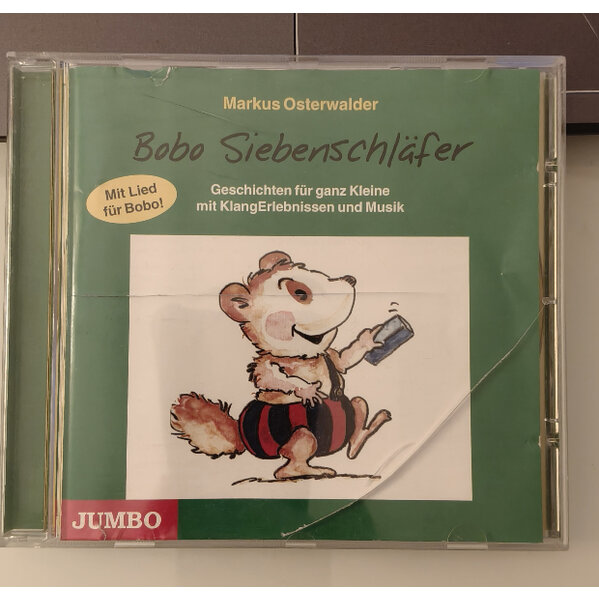 Markus Osterwalder
Bobo Siebenschläfer
Mit Lied
für Bobo!
Geschichten für ganz Kleine
mit KlangErlebnissen und Musik
JUMBO